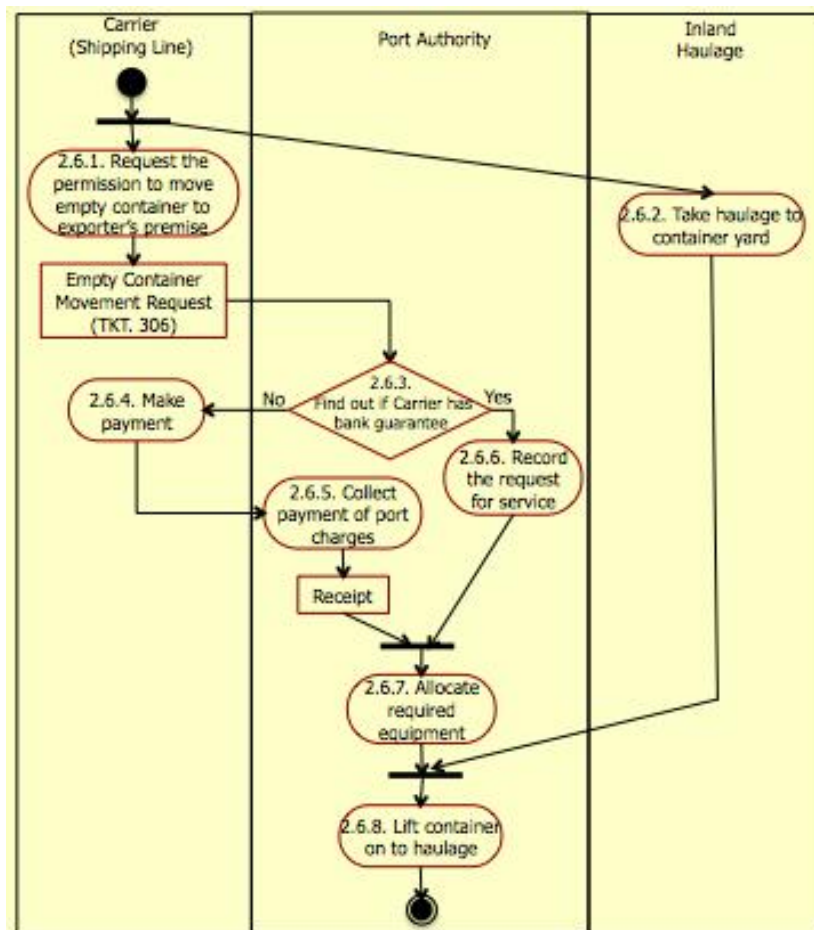 Carrier
(Shipping Line)
Port Authority
Inland
Haulage
2.6.1. Request the
permission to move
empty container to
exporter's premise
2.6.2. Take haulage to
container yard
Empty Container
Movement Request
(TKT. 306)
2.6.3.
Find out if Carrier has
bank guarantee
No
Yes
2.6.4. Make
payment
2.6.6. Record
the request
for service
2.6.5. Collect
payment of port
charges
Receipt
2.6.7. Allocate
required
equipment
2.6.8. Lift container
on to haulage